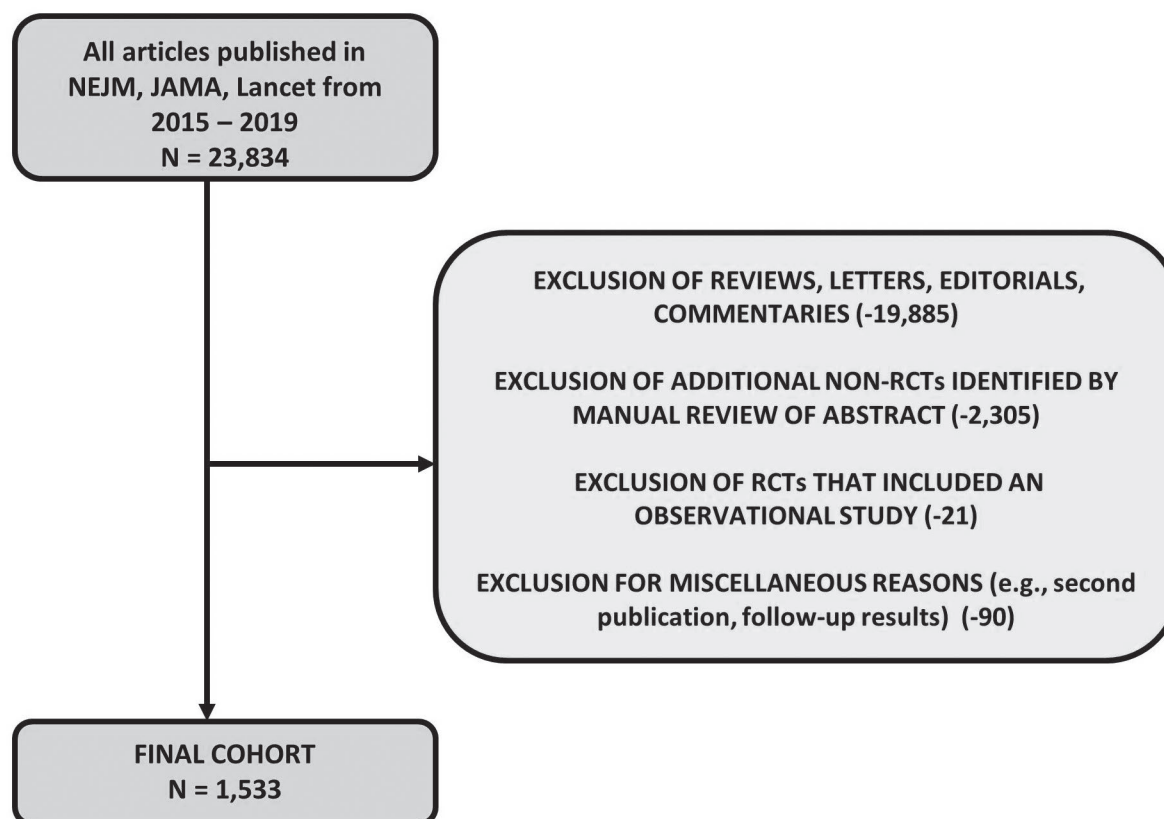 All articles published in
NEJM, JAMA, Lancet from
2015 – 2019
N = 23,834
EXCLUSION OF REVIEWS, LETTERS, EDITORIALS,
COMMENTARIES (-19,885)
EXCLUSION OF ADDITIONAL NON-RCTs IDENTIFIED BY
MANUAL REVIEW OF ABSTRACT (-2,305)
EXCLUSION OF RCTs THAT INCLUDED AN
OBSERVATIONAL STUDY (-21)
EXCLUSION FOR MISCELLANEOUS REASONS (e.g., second
publication, follow-up results) (-90)
FINAL COHORT
N = 1,533